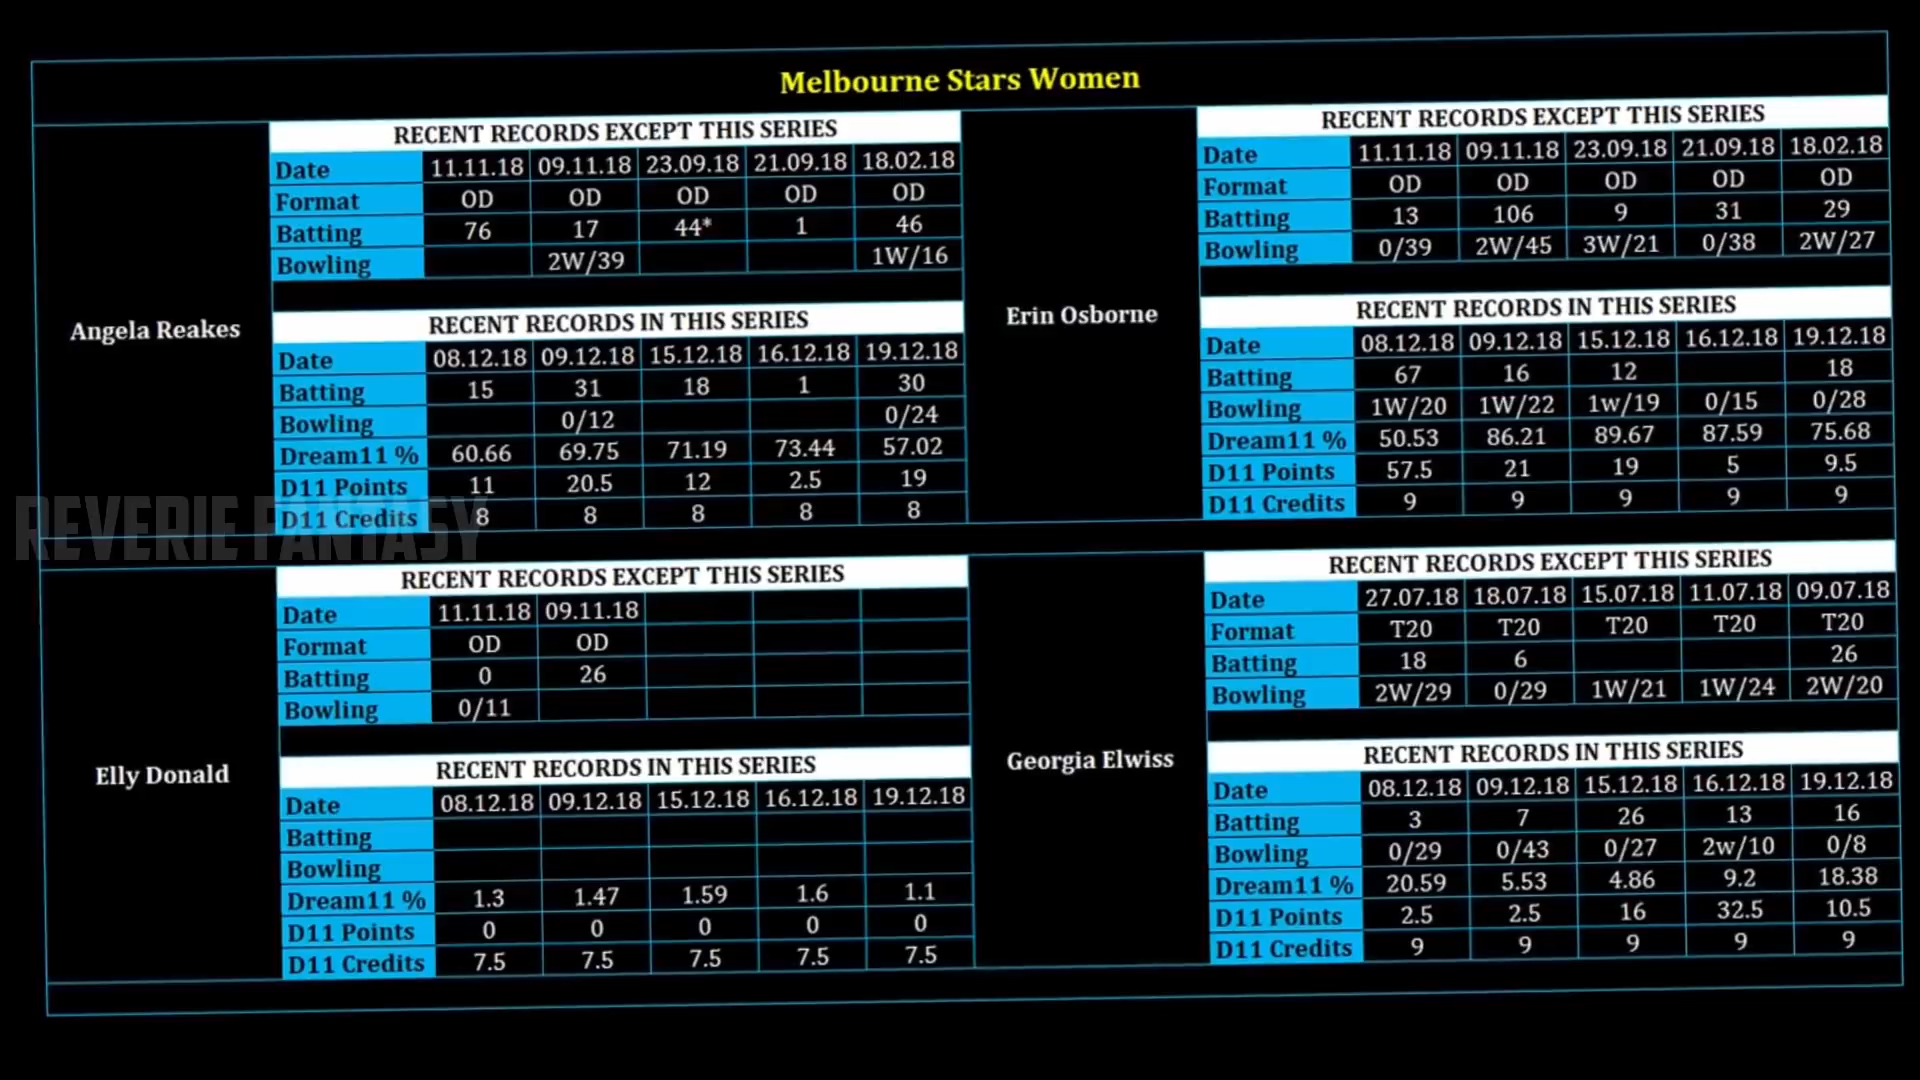 Melbourne Stars Women
Angela Reakes
RECENT RECORDS EXCEPT THIS SERIES
Date 11.11.18 09.11.18 23.09.18 21.09.18 18.02.18
Format OD OD OD OD OD
Batting 76 17 44* 1 46
Bowling 2W/39 1W/16
RECENT RECORDS IN THIS SERIES
Date 08.12.18 09.12.18 15.12.18 16.12.18 19.12.18
Batting 15 31 18 1 30
Bowling 0/12 0/24
Dream11 % 60.66 69.75 71.19 73.44 57.02
D11 Points 11 20.5 12 2.5 19
D11 Credits 8 8 8 8 8
Erin Osborne
RECENT RECORDS EXCEPT THIS SERIES
Date 11.11.18 09.11.18 23.09.18 21.09.18 18.02.18
Format OD OD OD OD OD
Batting 13 106 9 31 29
Bowling 0/39 2W/45 3W/21 0/38 2W/27
RECENT RECORDS IN THIS SERIES
Date 08.12.18 09.12.18 15.12.18 16.12.18 19.12.18
Batting 67 16 12 18
Bowling 1W/20 1W/22 1w/19 0/15 0/28
Dream11 % 50.53 86.21 89.67 87.59 75.68
D11 Points 57.5 21 19 5 9.5
D11 Credits 9 9 9 9 9
REVERIE FANTASY
Elly Donald
RECENT RECORDS EXCEPT THIS SERIES
Date 11.11.18 09.11.18
Format OD OD
Batting 0 26
Bowling 0/11
RECENT RECORDS IN THIS SERIES
Date 08.12.18 09.12.18 15.12.18 16.12.18 19.12.18
Batting
Bowling
Dream11 % 1.3 1.47 1.59 1.6 1.1
D11 Points 0 0 0 0 0
D11 Credits 7.5 7.5 7.5 7.5 7.5
Georgia Elwiss
RECENT RECORDS EXCEPT THIS SERIES
Date 27.07.18 18.07.18 15.07.18 11.07.18 09.07.18
Format T20 T20 T20 T20 T20
Batting 18 6 26
Bowling 2W/29 0/29 1W/21 1W/24 2W/20
RECENT RECORDS IN THIS SERIES
Date 08.12.18 09.12.18 15.12.18 16.12.18 19.12.18
Batting 3 7 26 13 16
Bowling 0/29 0/43 0/27 2w/10 0/8
Dream11 % 20.59 5.53 4.86 9.2 18.38
D11 Points 2.5 2.5 16 32.5 10.5
D11 Credits 9 9 9 9 9